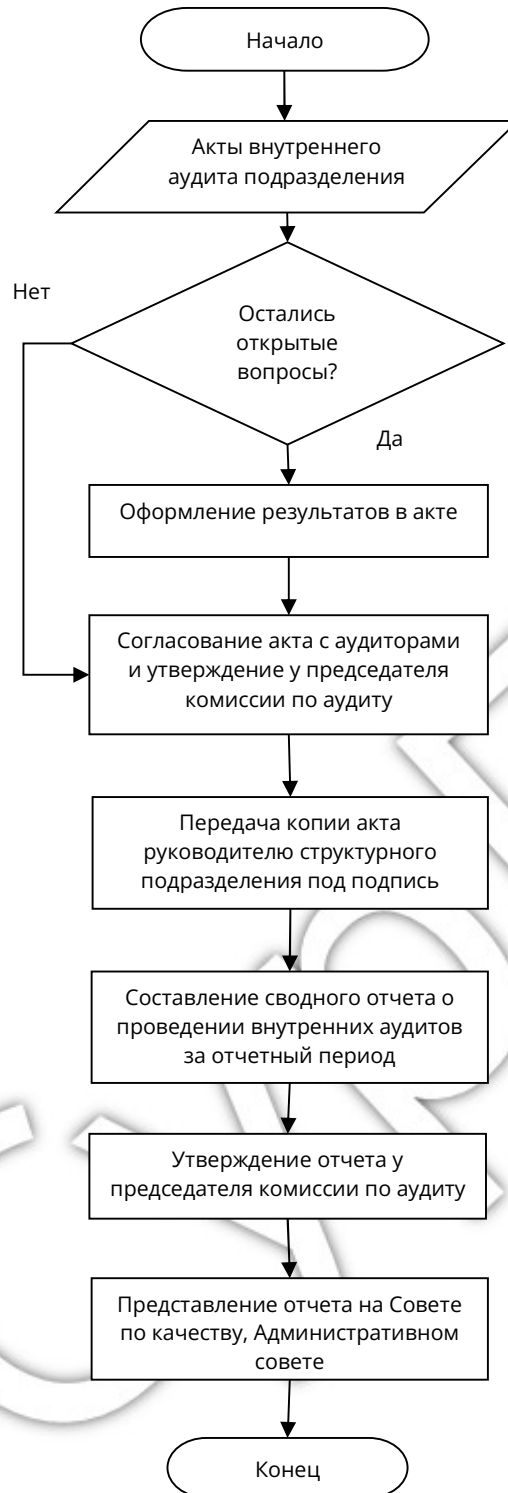 Начало
Акты внутреннего
аудита подразделения
Нет
Остались
открытые
вопросы?
Да
Оформление результатов в акте
Согласование акта с аудиторами
и утверждение у председателя
комиссии по аудиту
Передача копии акта
руководителю структурного
подразделения под подпись
Составление сводного отчета о
проведении внутренних аудитов
за отчетный период
Утверждение отчета у
председателя комиссии по аудиту
Представление отчета на Совете
по качеству, Административном
совете
Конец